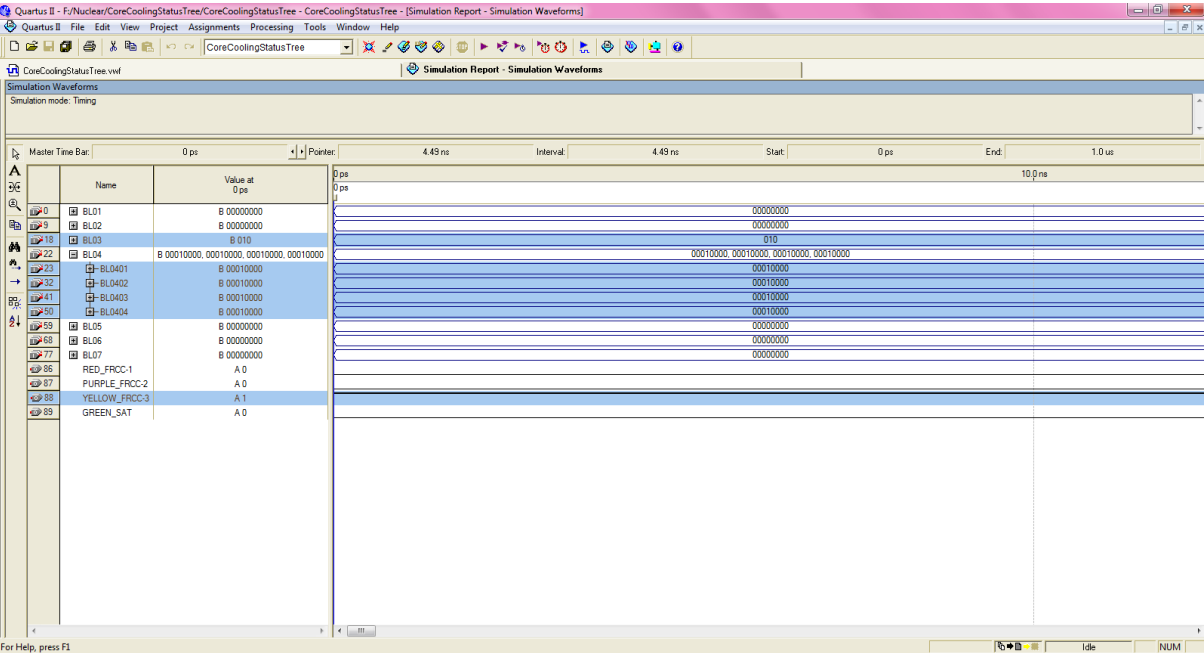 Quartus II - F:/Nuclear/CoreCoolingStatusTree/CoreCoolingStatusTree - CoreCoolingStatusTree - [Simulation Report - Simulation Waveforms]
Quartus II File Edit View Project Assignments Processing Tools Window Help
CoreCoolingStatusTree
CoreCoolingStatusTree.vwf Simulation Report - Simulation Waveforms
Simulation Waveforms
Simulation mode: Timing
Master Time Bar: 0 ps Pointer: 4.49 ns Interval: 4.49 ns Start: 0 ps End: 1.0 us
Name Value at 0 ps 0 ps 10.0 ns
0 ps
0 BL01 B 00000000 00000000
9 BL02 B 00000000 00000000
18 BL03 B 010 010
22 BL04 B 00010000, 00010000, 00010000, 00010000 00010000, 00010000, 00010000, 00010000
23 BL0401 B 00010000 00010000
32 BL0402 B 00010000 00010000
41 BL0403 B 00010000 00010000
50 BL0404 B 00010000 00010000
59 BL05 B 00000000 00000000
68 BL06 B 00000000 00000000
77 BL07 B 00000000 00000000
86 RED_FRCC-1 A 0
87 PURPLE_FRCC-2 A 0
88 YELLOW_FRCC-3 A 1
89 GREEN_SAT A 0
For Help, press F1 Idle NUM